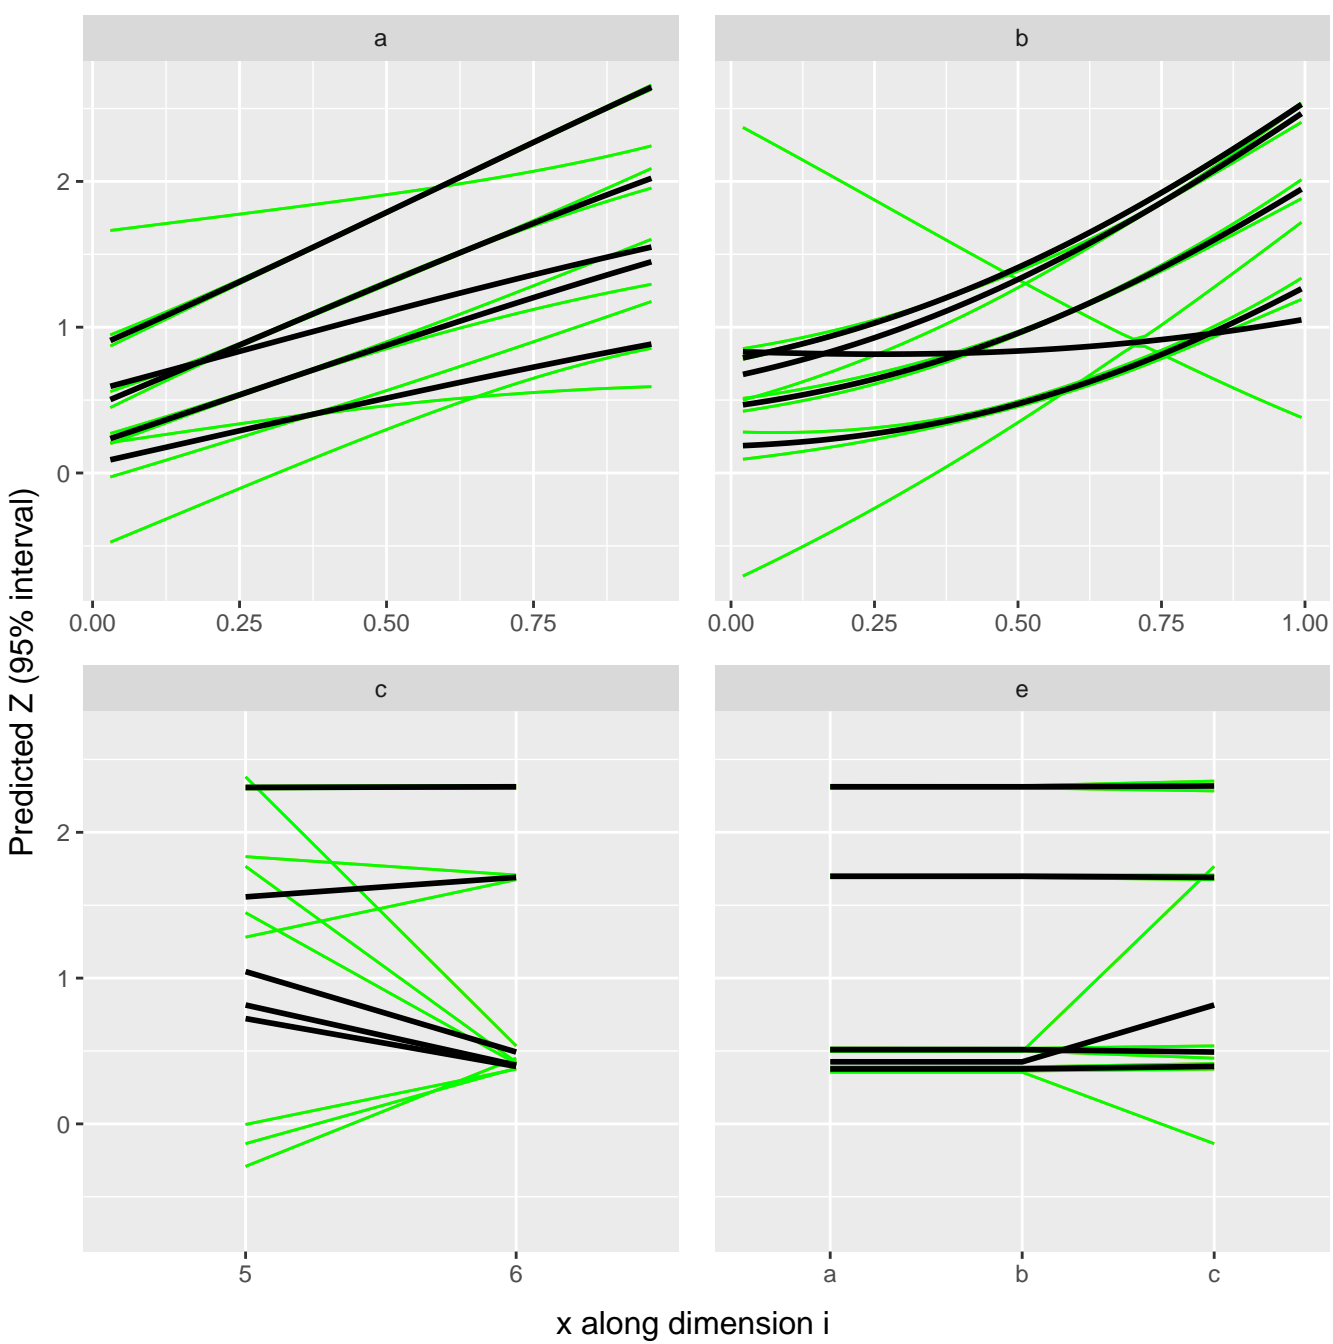 a
b
2
1
0
0.00 0.25 0.50 0.75
0.00 0.25 0.50 0.75 1.00
Predicted Z (95% interval)
c
e
2
1
0
5 6
a b c
x along dimension i